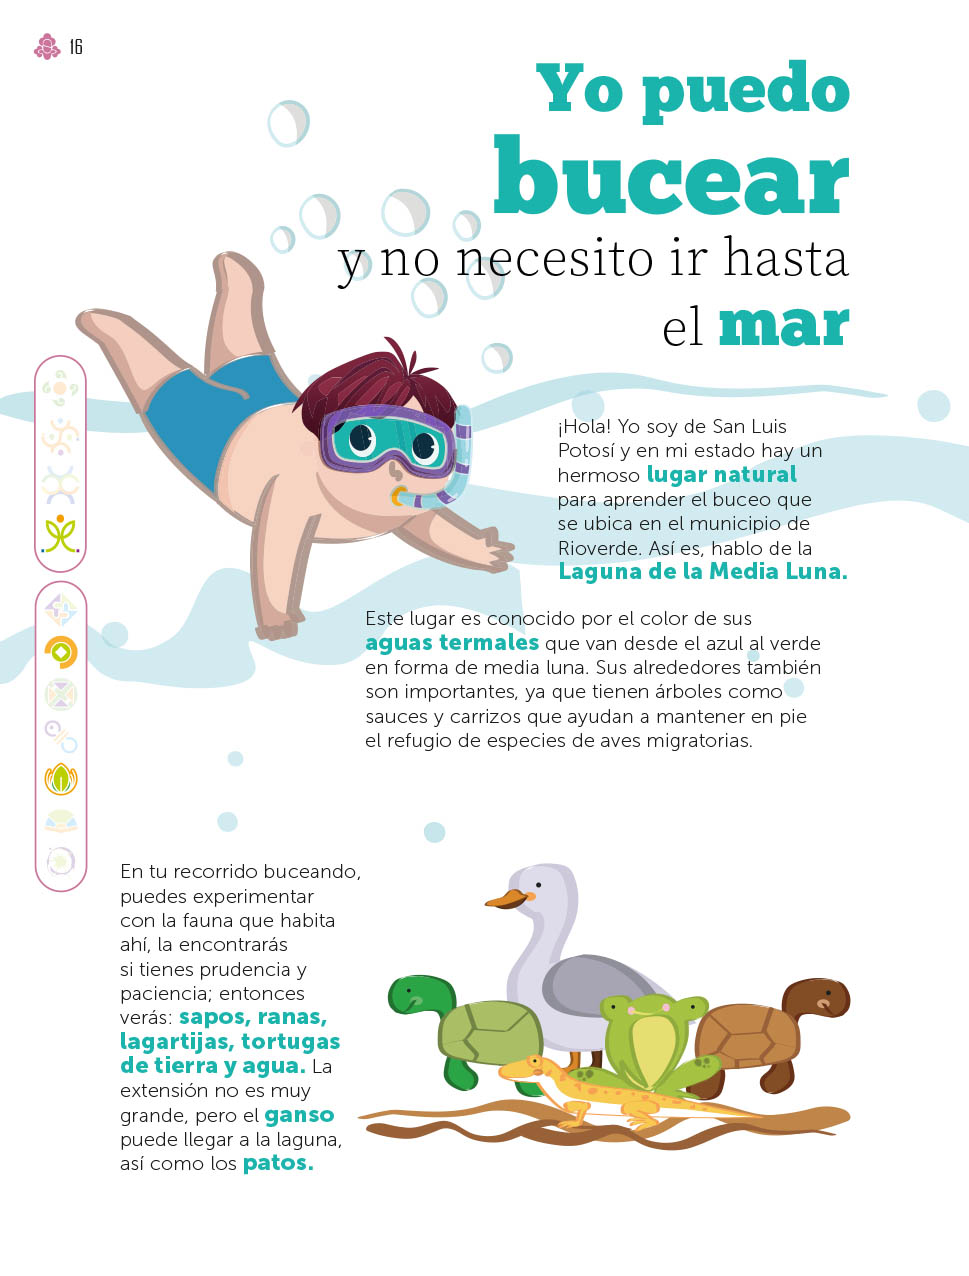 16
Yo puedo
bucear
y no necesito ir hasta
el mar
¡Hola! Yo soy de San Luis
Potosí y en mi estado hay un
hermoso lugar natural
para aprender el buceo que
se ubica en el municipio de
Rioverde. Así es, hablo de la
Laguna de la Media Luna.
Este lugar es conocido por el color de sus
aguas termales que van desde el azul al verde
en forma de media luna. Sus alrededores también
son importantes, ya que tienen árboles como
sauces y carrizos que ayudan a mantener en pie
el refugio de especies de aves migratorias.
En tu recorrido buceando,
puedes experimentar
con la fauna que habita
ahí, la encontrarás
si tienes prudencia y
paciencia; entonces
verás: sapos, ranas,
lagartijas, tortugas
de tierra y agua. La
extensión no es muy
grande, pero el ganso
puede llegar a la laguna,
así como los patos.